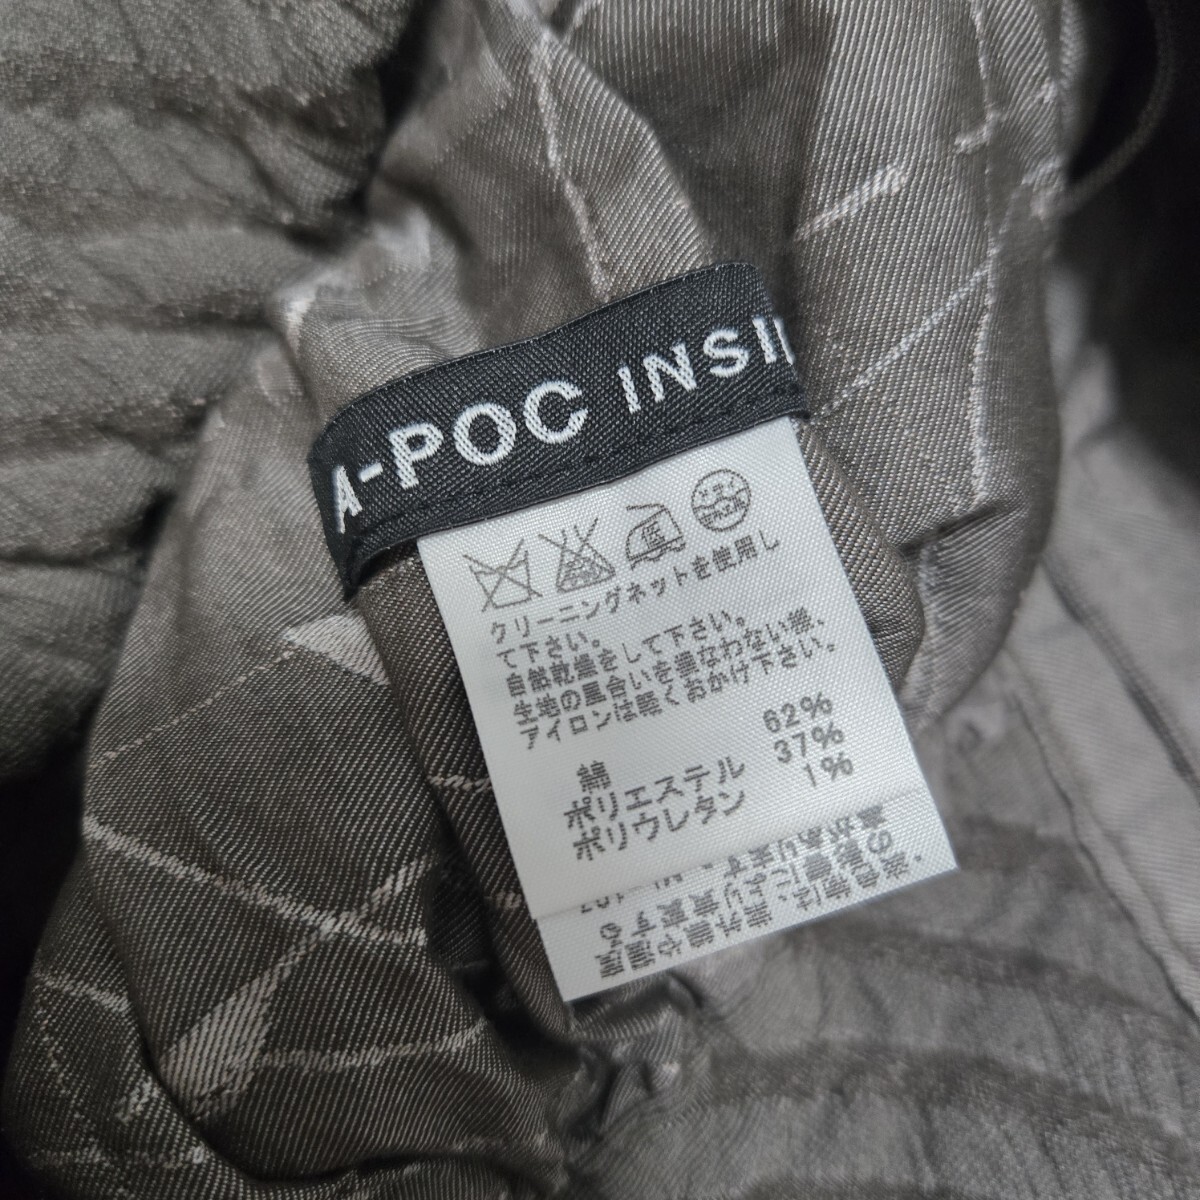 A-POC INSI
クリーニングネットを使用し
て下さい。
自然乾燥をして下さい。
生地の風合いを損なわない様、
アイロンは軽くおかけ下さい。
綿 62%
ポリエステル 37%
ポリウレタン 1%